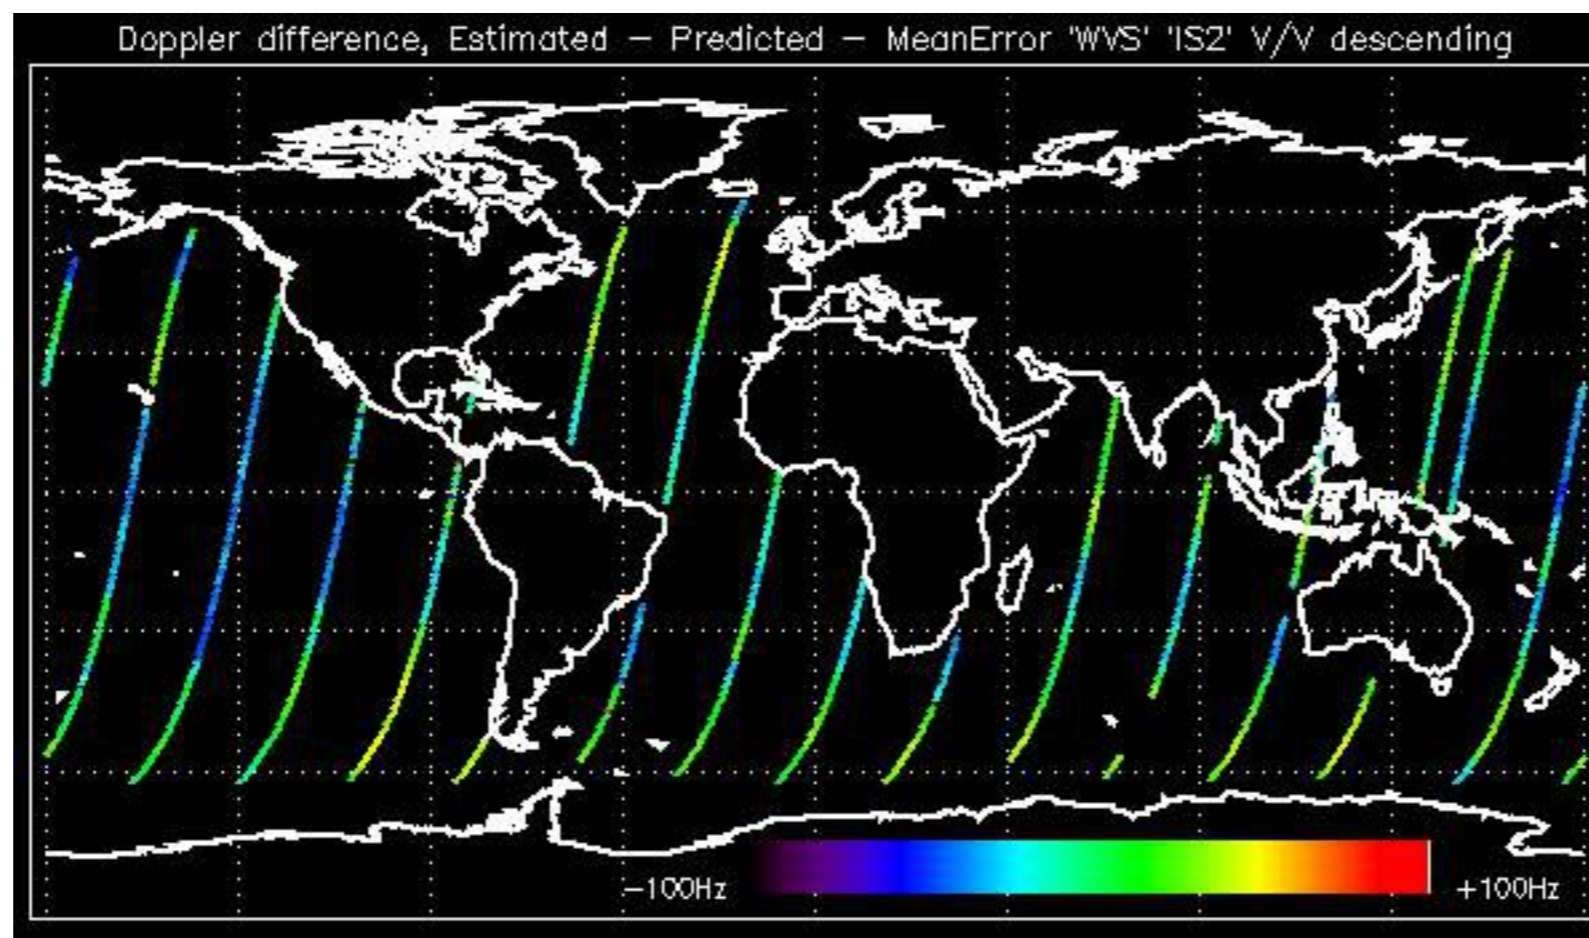 Doppler difference, Estimated – Predicted – MeanError 'WVS' 'IS2' V/V descending
–100Hz
+100Hz